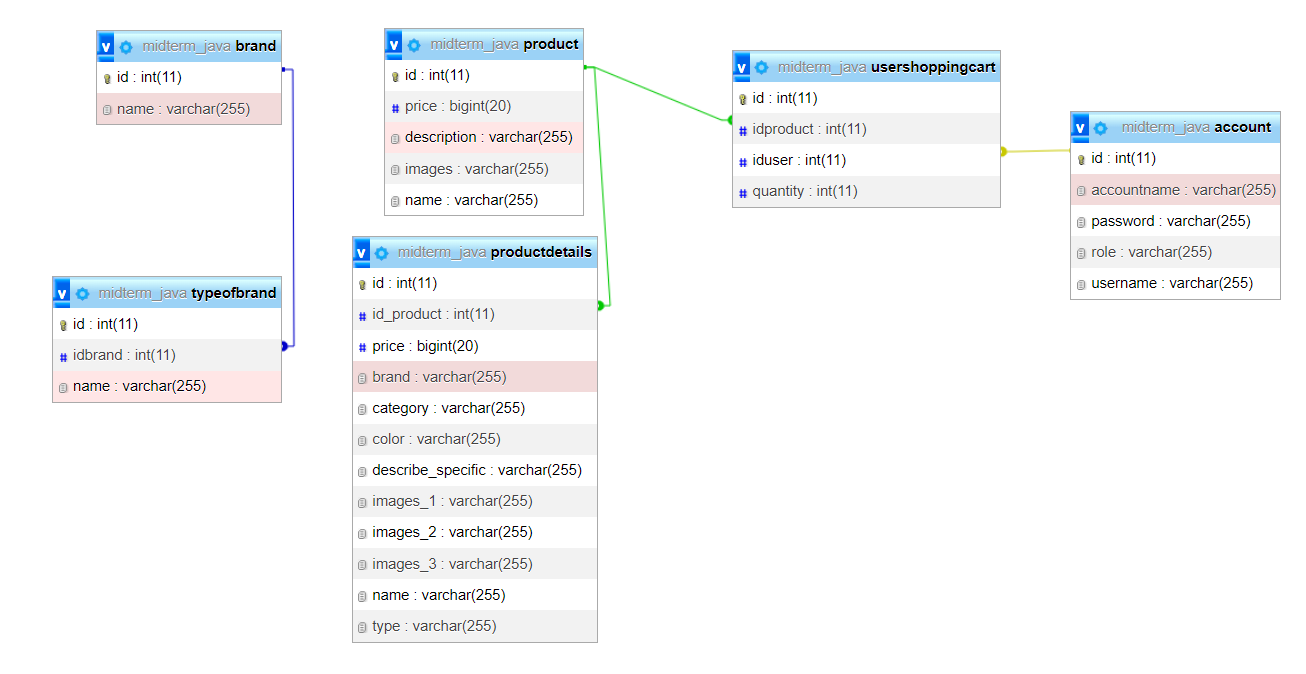 v midterm_java brand
id : int(11)
name : varchar(255)
v midterm_java typeofbrand
id : int(11)
# idbrand : int(11)
name : varchar(255)
v midterm_java product
id : int(11)
# price : bigint(20)
description : varchar(255)
images : varchar(255)
name : varchar(255)
v midterm_java productdetails
id : int(11)
# id_product : int(11)
# price : bigint(20)
brand : varchar(255)
category : varchar(255)
color : varchar(255)
describe_specific : varchar(255)
images_1 : varchar(255)
images_2 : varchar(255)
images_3 : varchar(255)
name : varchar(255)
type : varchar(255)
v midterm_java usershoppingcart
id : int(11)
# idproduct : int(11)
# iduser : int(11)
# quantity : int(11)
v midterm_java account
id : int(11)
accountname : varchar(255)
password : varchar(255)
role : varchar(255)
username : varchar(255)